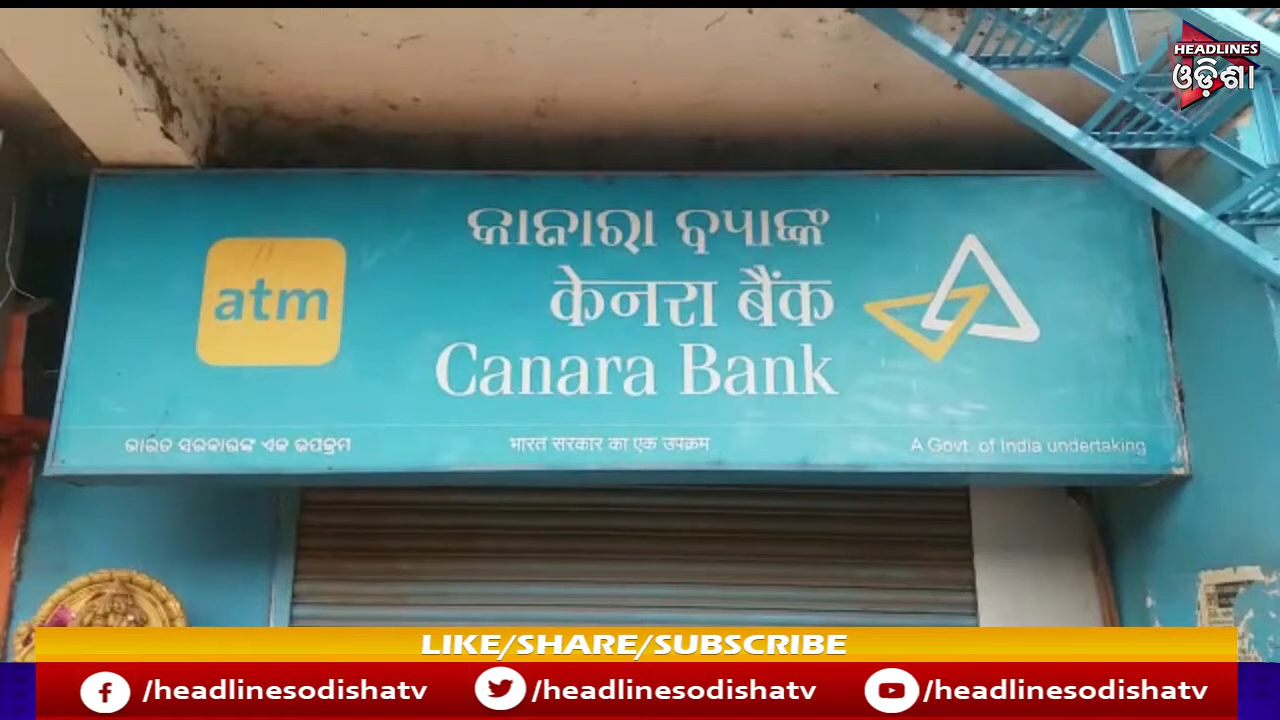 HEADLINES
ଓଡ଼ିଶା
କାନାରା ବ୍ୟାଙ୍କ
atm
केनरा बैंक
Canara Bank
ଭାରତ ସରକାରଙ୍କ ଏକ ଉପକ୍ରମ
भारत सरकार का एक उपक्रम
A Govt. of India undertaking
LIKE/SHARE/SUBSCRIBE
/headlinesodishatv
/headlinesodishatv
/headlinesodishatv